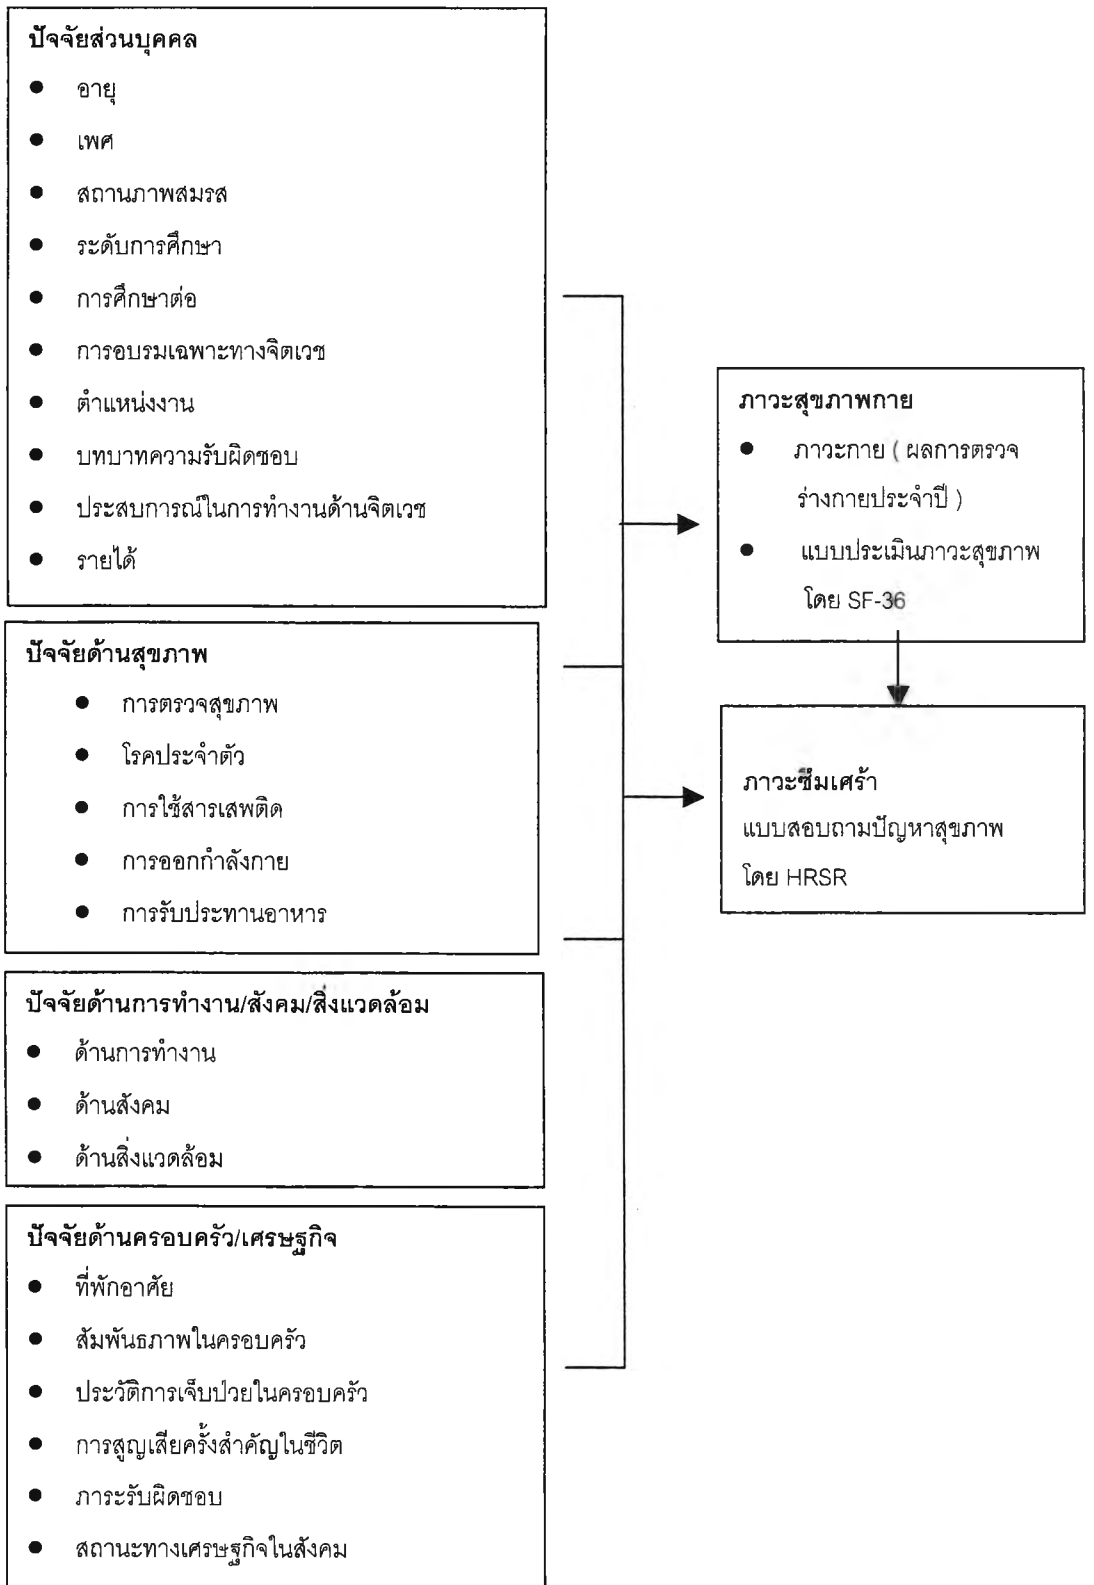 ปัจจัยส่วนบุคคล
● อายุ
● เพศ
● สถานภาพสมรส
● ระดับการศึกษา
● การศึกษาต่อ
● การอบรมเฉพาะทางจิตเวช
● ตำแหน่งงาน
● บทบาทความรับผิดชอบ
● ประสบการณ์ในการทำงานด้านจิตเวช
● รายได้
ปัจจัยด้านสุขภาพ
● การตรวจสุขภาพ
● โรคประจำตัว
● การใช้สารเสพติด
● การออกกำลังกาย
● การรับประทานอาหาร
ปัจจัยด้านการทำงาน/สังคม/สิ่งแวดล้อม
● ด้านการทำงาน
● ด้านสังคม
● ด้านสิ่งแวดล้อม
ปัจจัยด้านครอบครัว/เศรษฐกิจ
● ที่พักอาศัย
● สัมพันธภาพในครอบครัว
● ประวัติการเจ็บป่วยในครอบครัว
● การสูญเสียครั้งสำคัญในชีวิต
● ภาระรับผิดชอบ
● สถานะทางเศรษฐกิจในสังคม
ภาวะสุขภาพกาย
● ภาวะกาย ( ผลการตรวจ
ร่างกายประจำปี )
● แบบประเมินภาวะสุขภาพ
โดย SF-36
ภาวะซึมเศร้า
แบบสอบถามปัญหาสุขภาพ
โดย HRSR